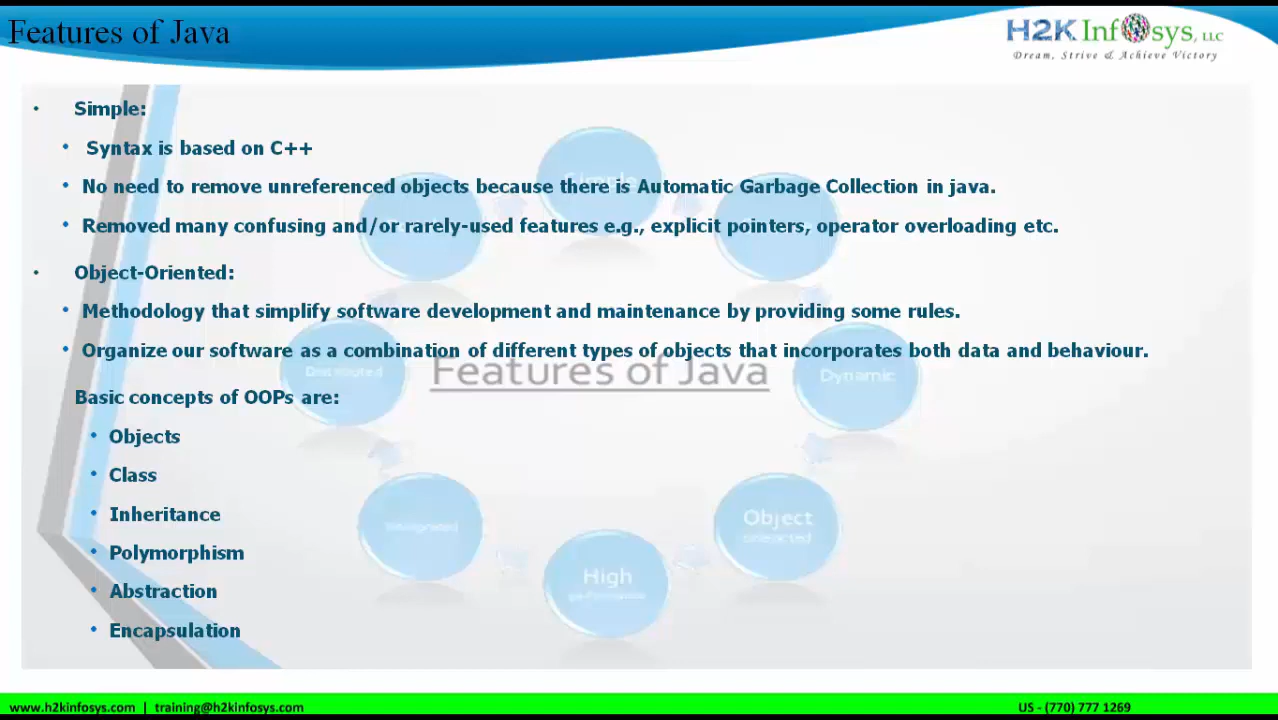 Features of Java
H2K Infosys, LLC
Dream, Strive & Achieve Victory
• Simple:
• Syntax is based on C++
• No need to remove unreferenced objects because there is Automatic Garbage Collection in java.
• Removed many confusing and/or rarely-used features e.g., explicit pointers, operator overloading etc.
• Object-Oriented:
• Methodology that simplify software development and maintenance by providing some rules.
• Organize our software as a combination of different types of objects that incorporates both data and behaviour.
Basic concepts of OOPs are:
• Objects
• Class
• Inheritance
• Polymorphism
• Abstraction
• Encapsulation
Simple
Distributed
Features of Java
Dynamic
Object
High
performance
www.h2kinfosys.com | training@h2kinfosys.com
US - (770) 777 1269